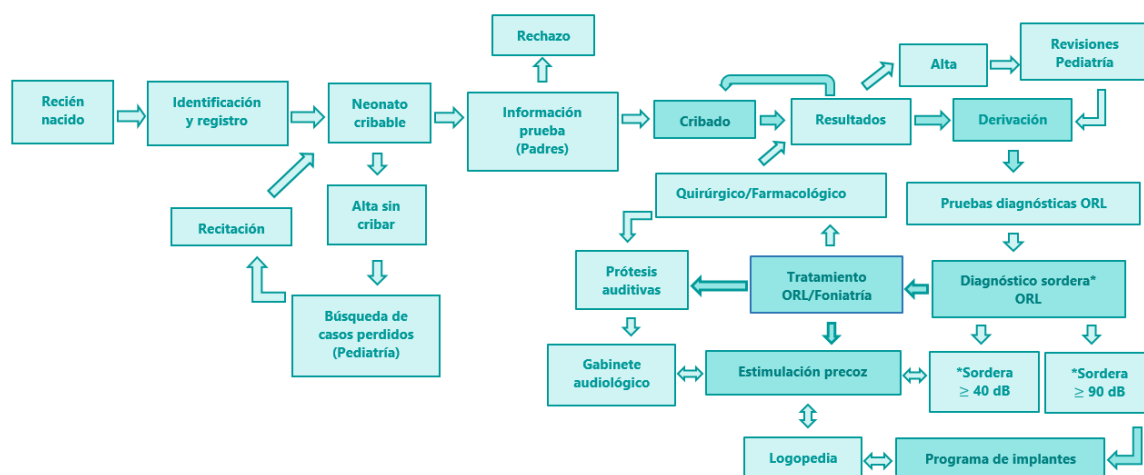 Rechazo
Alta
Revisiones
Pediatría
Recién
nacido
Identificación
y registro
Neonato
cribable
Información
prueba
(Padres)
Cribado
Resultados
Derivación
Quirúrgico/Farmacológico
Pruebas diagnósticas ORL
Recitación
Alta sin
cribar
Prótesis
auditivas
Tratamiento
ORL/Foniatría
Diagnóstico sordera*
ORL
Búsqueda de
casos perdidos
(Pediatría)
Gabinete
audiológico
Estimulación precoz
*Sordera
≥ 40 dB
*Sordera
≥ 90 dB
Logopedia
Programa de implantes